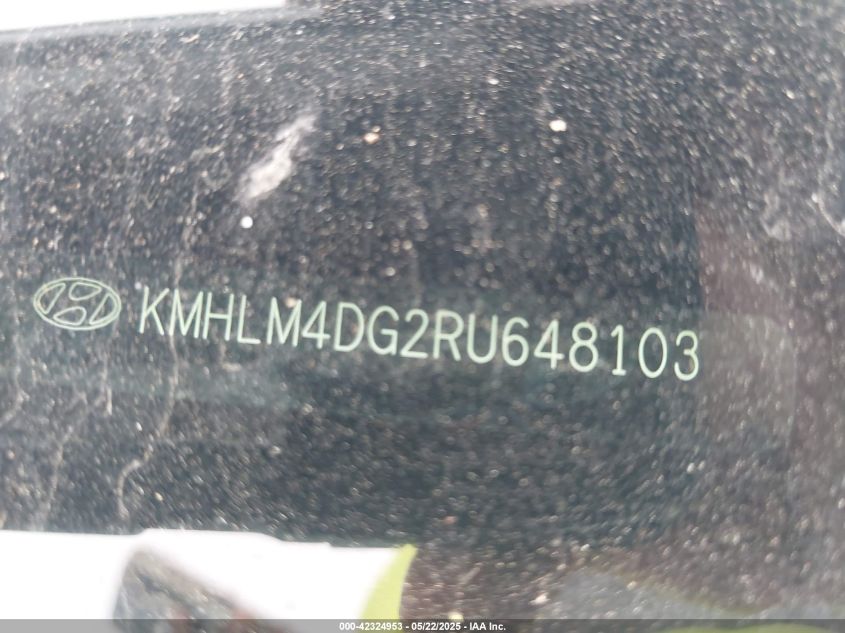 KMHLM4DG2RU648103
000-42324953 - 05/22/2025 - IAA Inc.